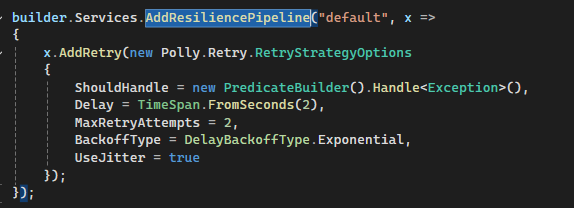 builder.Services.AddResiliencePipeline("default", x =>
{
    x.AddRetry(new Polly.Retry.RetryStrategyOptions
    {
        ShouldHandle = new PredicateBuilder().Handle<Exception>(),
        Delay = TimeSpan.FromSeconds(2),
        MaxRetryAttempts = 2,
        BackoffType = DelayBackoffType.Exponential,
        UseJitter = true
    });
});